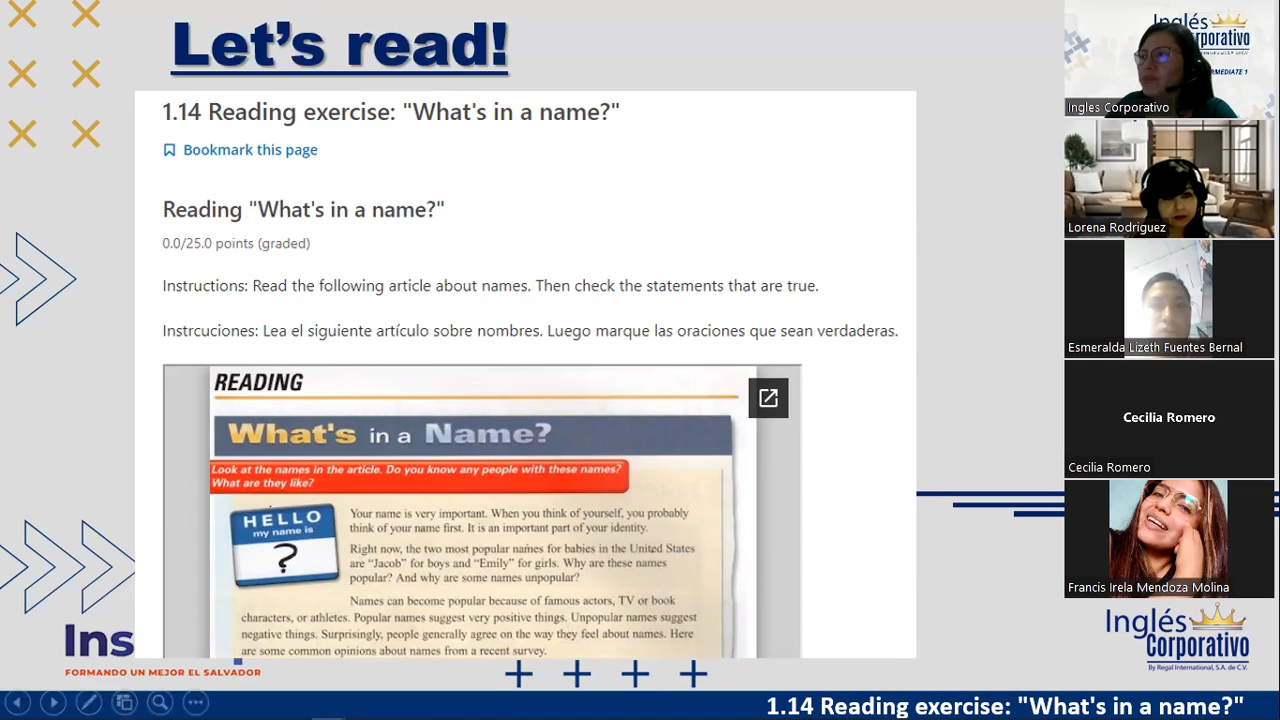 Let's read!
1.14 Reading exercise: "What's in a name?"
Bookmark this page
Reading "What's in a name?"
0.0/25.0 points (graded)
Instructions: Read the following article about names. Then check the statements that are true.
Instrcuciones: Lea el siguiente artículo sobre nombres. Luego marque las oraciones que sean verdaderas.
READING
What's in a Name?
Look at the names in the article. Do you know any people with these names?
What are they like?
HELLO
my name is
?
Your name is very important. When you think of yourself, you probably
think of your name first. It is an important part of your identity.
Right now, the two most popular names for babies in the United States
are "Jacob" for boys and "Emily" for girls. Why are these names
popular? And why are some names unpopular?
Names can become popular because of famous actors, TV or book
characters, or athletes. Popular names suggest very positive things. Unpopular names suggest
negative things. Surprisingly, people generally agree on the way they feel about names. Here
are some common opinions about names from a recent survey.
Ins
FORMANDO UN MEJOR EL SALVADOR
Inglés
Corporativo
By Regal International, S.A. de C.V.
1.14 Reading exercise: "What's in a name?"
Inglés
rporativo
RMEDIATE 1
Ingles Corporativo
Lorena Rodriguez
Esmeralda Lizeth Fuentes Bernal
Cecilia Romero
Cecilia Romero
Francis Irela Mendoza Molina